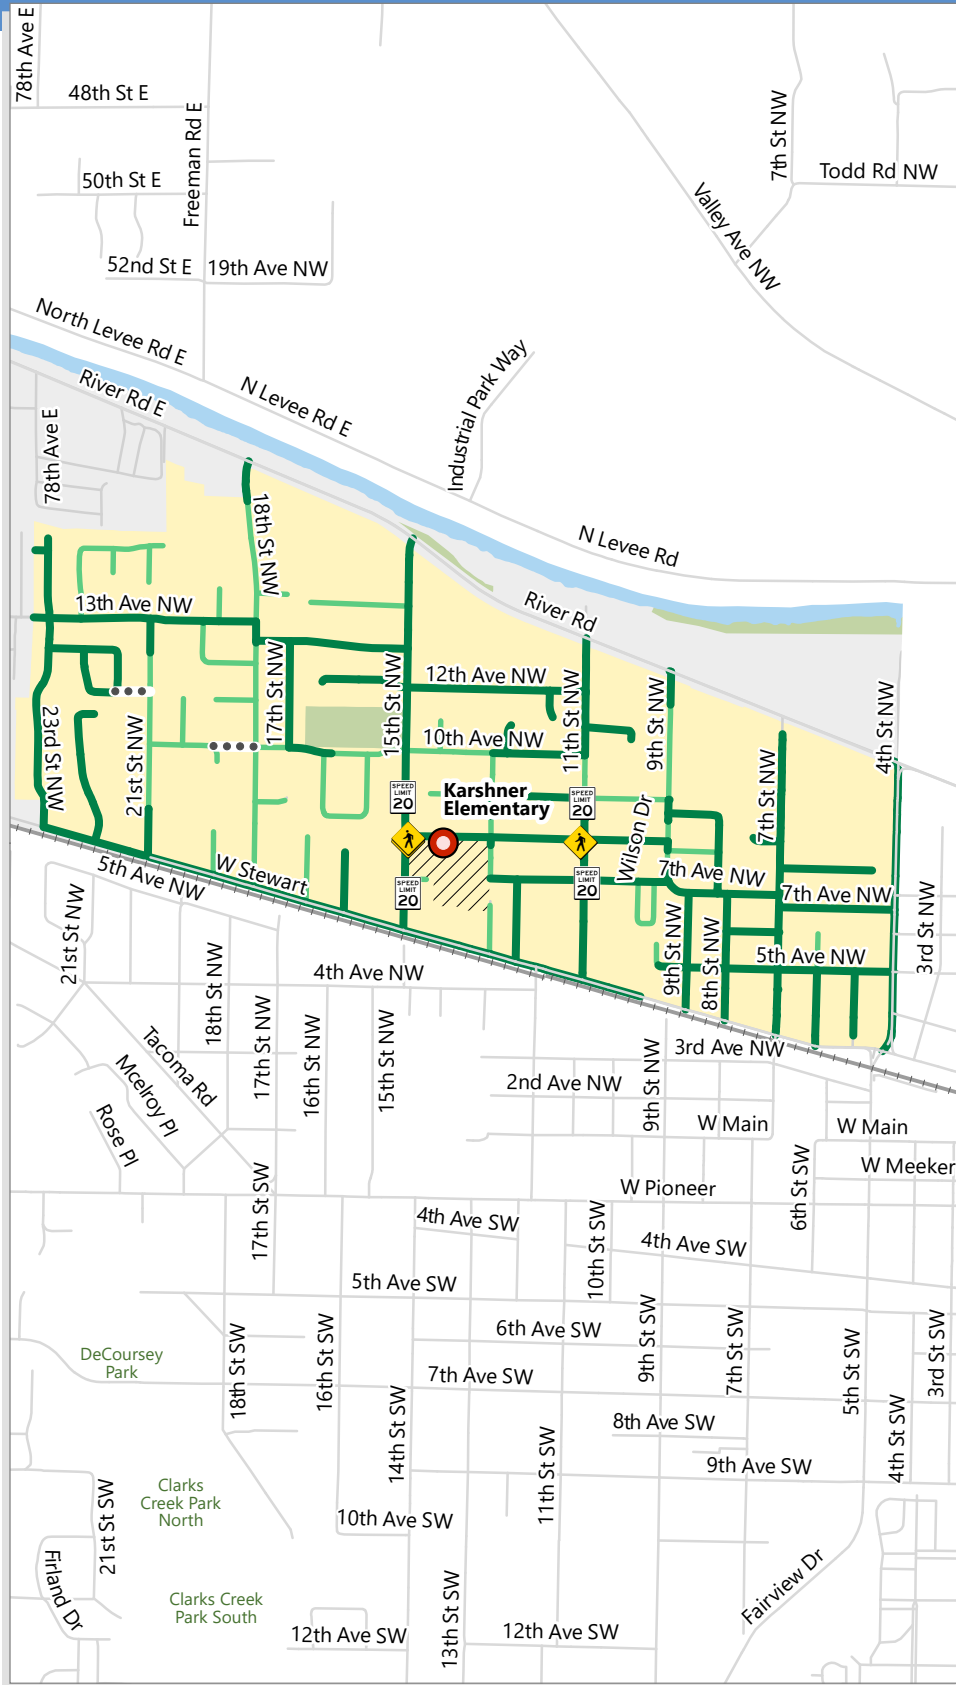 78th Ave E
48th St E
Freeman Rd E
7th St NW
Todd Rd NW
50th St E
Valley Ave NW
52nd St E
19th Ave NW
North Levee Rd E
River Rd E
N Levee Rd E
Industrial Park Way
78th Ave E
18th St NW
N Levee Rd
13th Ave NW
River Rd
12th Ave NW
17th St NW
15th St NW
11th St NW
9th St NW
4th St NW
23rd St NW
21st St NW
10th Ave NW
7th St NW
Karshner
Elementary
SPEED
LIMIT
20
SPEED
LIMIT
20
Wilson Dr
W Stewart
5th Ave NW
SPEED
LIMIT
20
SPEED
LIMIT
20
7th Ave NW
7th Ave NW
21st St NW
9th St NW
8th St NW
5th Ave NW
3rd St NW
18th St NW
4th Ave NW
17th St NW
16th St NW
15th St NW
Tacoma Rd
Mcelroy Pl
Rose Pl
3rd Ave NW
2nd Ave NW
9th St NW
W Main
W Main
W Meeker
17th St SW
W Pioneer
6th St SW
4th Ave SW
10th St SW
4th Ave SW
5th Ave SW
6th Ave SW
DeCoursey
Park
18th St SW
16th St SW
7th Ave SW
9th St SW
7th St SW
5th St SW
3rd St SW
14th St SW
8th Ave SW
4th St SW
11th St SW
9th Ave SW
21st St SW
Clarks
Creek Park
North
10th Ave SW
Firland Dr
Clarks Creek
Park South
Fairview Dr
12th Ave SW
13th St SW
12th Ave SW